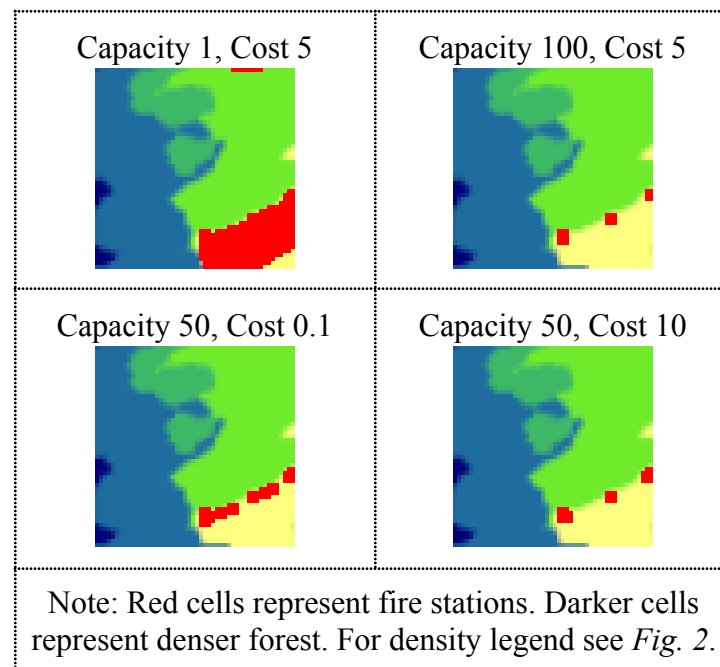 Capacity 1, Cost 5
Capacity 100, Cost 5
Capacity 50, Cost 0.1
Capacity 50, Cost 10
Note: Red cells represent fire stations. Darker cells
represent denser forest. For density legend see Fig. 2.